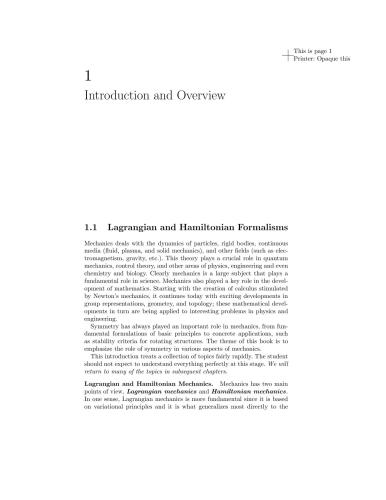 This is page 1
Printer: Opaque this
1
Introduction and Overview
1.1 Lagrangian and Hamiltonian Formalisms
Mechanics deals with the dynamics of particles, rigid bodies, continuous
media (fluid, plasma, and solid mechanics), and other fields (such as elec-
tromagnetism, gravity, etc.). This theory plays a crucial role in quantum
mechanics, control theory, and other areas of physics, engineering and even
chemistry and biology. Clearly mechanics is a large subject that plays a
fundamental role in science. Mechanics also played a key role in the devel-
opment of mathematics. Starting with the creation of calculus stimulated
by Newton's mechanics, it continues today with exciting developments in
group representations, geometry, and topology; these mathematical devel-
opments in turn are being applied to interesting problems in physics and
engineering.
Symmetry has always played an important role in mechanics, from fun-
damental formulations of basic principles to concrete applications, such
as stability criteria for rotating structures. The theme of this book is to
emphasize the role of symmetry in various aspects of mechanics.
This introduction treats a collection of topics fairly rapidly. The student
should not expect to understand everything perfectly at this stage. We will
return to many of the topics in subsequent chapters.
Lagrangian and Hamiltonian Mechanics. Mechanics has two main
points of view, Lagrangian mechanics and Hamiltonian mechanics.
In one sense, Lagrangian mechanics is more fundamental since it is based
on variational principles and it is what generalizes most directly to the